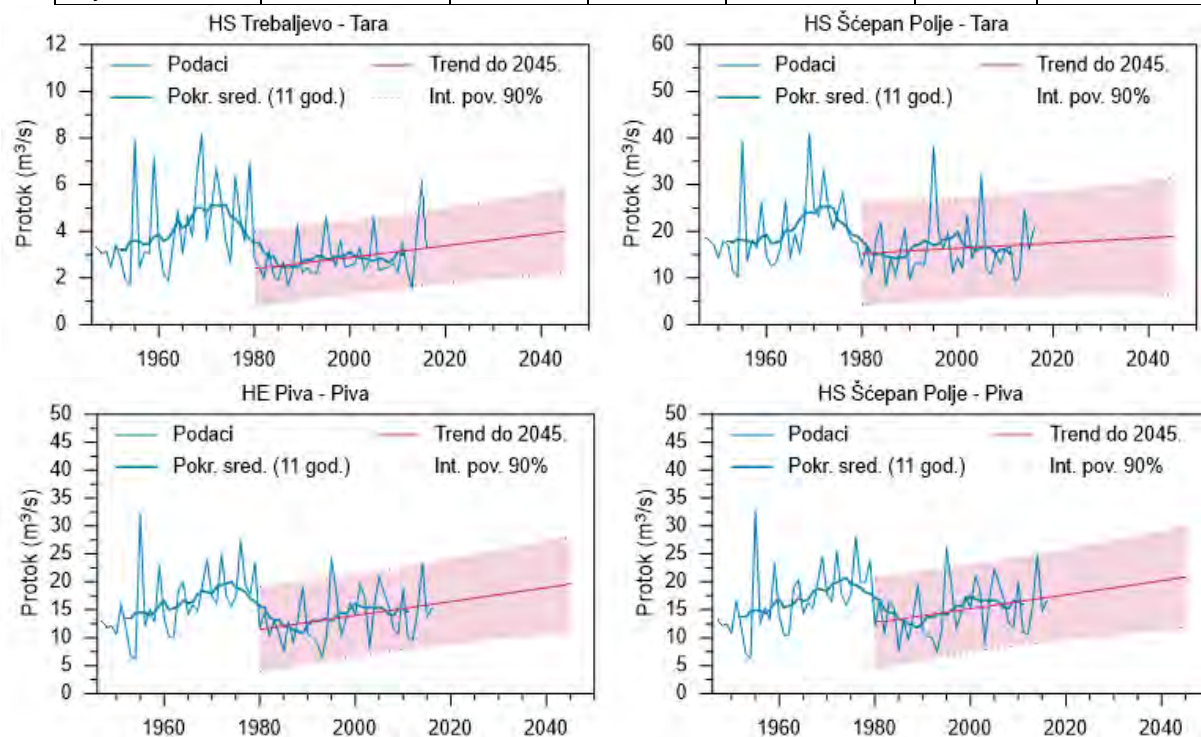 HS Trebaljevo - Tara
Protok (m³/s)
12
10
8
6
4
2
0
Podaci
Pokr. sred. (11 god.)
Trend do 2045.
Int. pov. 90%
1960 1980 2000 2020 2040
HS Šćepan Polje - Tara
Protok (m³/s)
60
50
40
30
20
10
0
Podaci
Pokr. sred. (11 god.)
Trend do 2045.
Int. pov. 90%
1960 1980 2000 2020 2040
HE Piva - Piva
Protok (m³/s)
50
45
40
35
30
25
20
15
10
5
0
Podaci
Pokr. sred. (11 god.)
Trend do 2045.
Int. pov. 90%
1960 1980 2000 2020 2040
HS Šćepan Polje - Piva
Protok (m³/s)
50
45
40
35
30
25
20
15
10
5
0
Podaci
Pokr. sred. (11 god.)
Trend do 2045.
Int. pov. 90%
1960 1980 2000 2020 2040